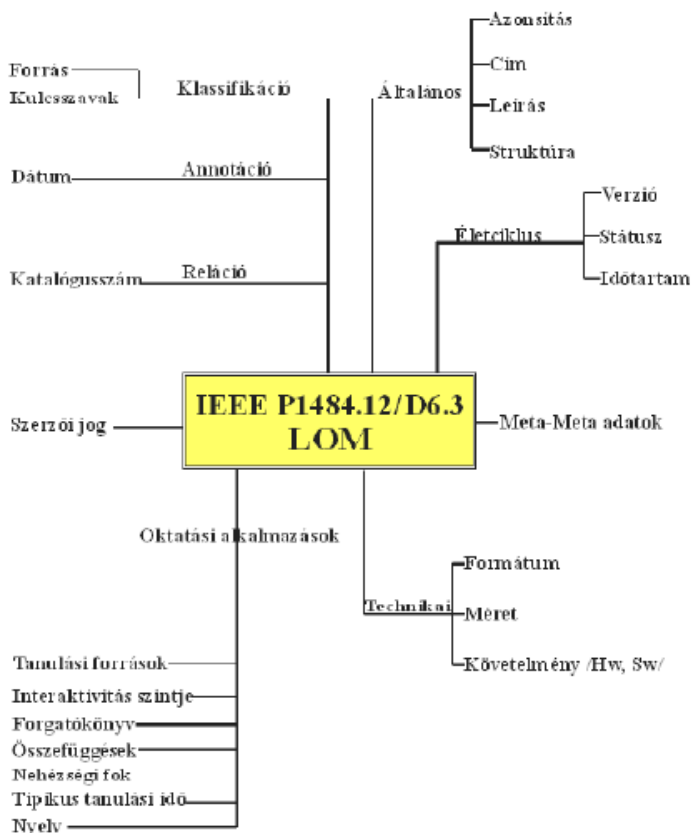 Azonsitás
Forrás
Klassifikáció
Általános
Cím
Kulcsszavak
Leírás
Struktúra
Dátum
Annotáció
Verzió
Életciklus
Státusz
Katalógusszám
Reláció
Időtartam
IEEE P1484.12/D6.3
LOM
Szerzői jog
Meta-Meta adatok
Oktatási alkalmazások
Formátum
Technikai
Méret
Követelmény /Hw, Sw/
Tanulási források
Interaktivitás szintje
Forgatókönyv
Összefüggések
Nehézségi fok
Tipikus tanulási idő
Nyelv